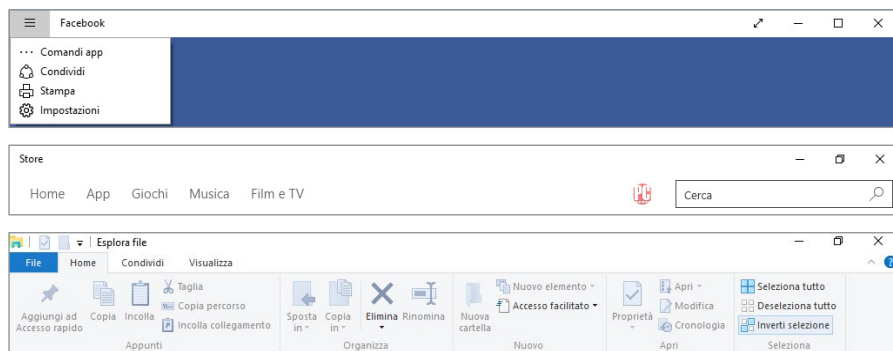 Facebook
Comandi app
Condividi
Stampa
Impostazioni
Store
Home App Giochi Musica Film e TV
Cerca
Esplora file
File Home Condividi Visualizza
Aggiungi ad Accesso rapido
Copia
Incolla
Taglia
Copia percorso
Incolla collegamento
Appunti
Sposta in
Copia in
Elimina
Rinomina
Organizza
Nuova cartella
Nuovo elemento
Accesso facilitato
Nuovo
Proprietà
Apri
Modifica
Cronologia
Apri
Seleziona tutto
Deseleziona tutto
Inverti selezione
Seleziona